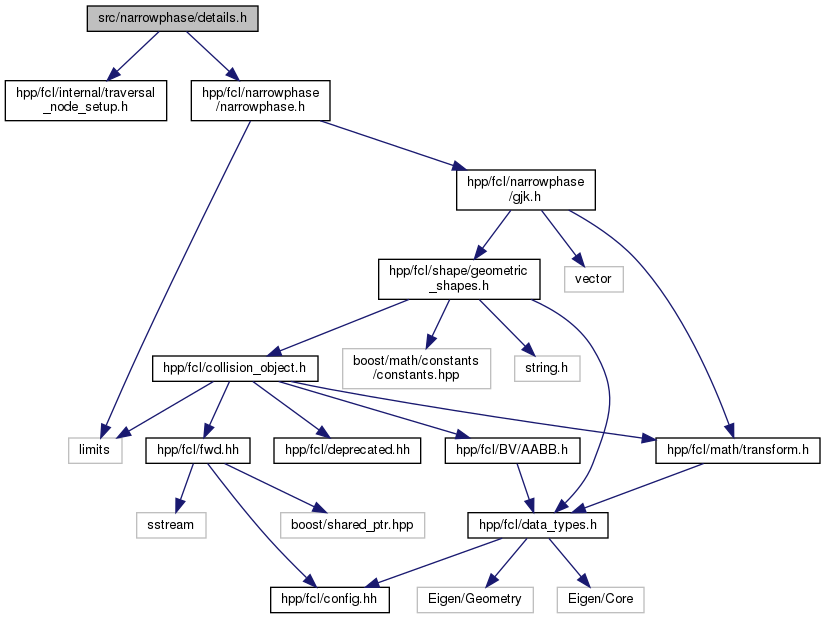 src/narrowphase/details.h
hpp/fcl/internal/traversal
_node_setup.h
hpp/fcl/narrowphase
/narrowphase.h
hpp/fcl/narrowphase
/gjk.h
hpp/fcl/shape/geometric
_shapes.h
vector
hpp/fcl/collision_object.h
boost/math/constants
/constants.hpp
string.h
limits
hpp/fcl/fwd.hh
hpp/fcl/deprecated.hh
hpp/fcl/BV/AABB.h
hpp/fcl/math/transform.h
sstream
boost/shared_ptr.hpp
hpp/fcl/data_types.h
hpp/fcl/config.hh
Eigen/Geometry
Eigen/Core